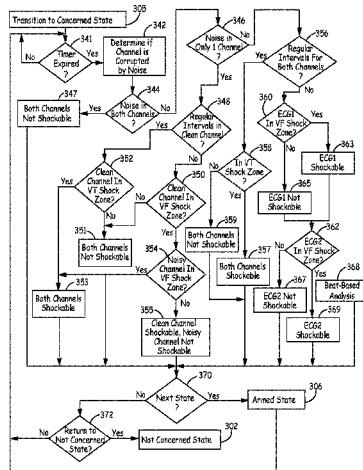 305
Transition to Concerned State
341
Timer
Expired
?
No
Yes
342
Determine if
Channel is
Corrupted
by Noise
344
Noise in
Both Channels
?
Yes
No
347
Both Channels
Not Shockable
346
Noise in
Only 1 Channel
?
No
Yes
356
Regular
Intervals For
Both Channels
?
Yes
No
348
Regular
Intervals in
Clean Channel
?
Yes
No
358
In VT
Shock Zone
?
No
Yes
360
ECG1
In VF Shock
Zone?
Yes
No
363
ECG1
Shockable
365
ECG1 Not
Shockable
362
ECG2
In VF Shock
Zone?
No
Yes
352
Clean
Channel In
VT Shock
Zone?
Yes
No
350
Clean
Channel In
VF Shock
Zone?
No
Yes
351
Both Channels
Not Shockable
359
Both Channels
Not Shockable
354
Noisy
Channel In
VF Shock
Zone?
Yes
No
357
Both Channels
Shockable
353
Both Channels
Shockable
367
ECG2 Not
Shockable
368
Beat-Based
Analysis
369
ECG2
Shockable
355
Clean Channel
Shockable, Noisy
Channel Not
Shockable
370
Next State
?
No
Yes
306
Armed State
372
Return to
Not Concerned
State?
No
Yes
302
Not Concerned State